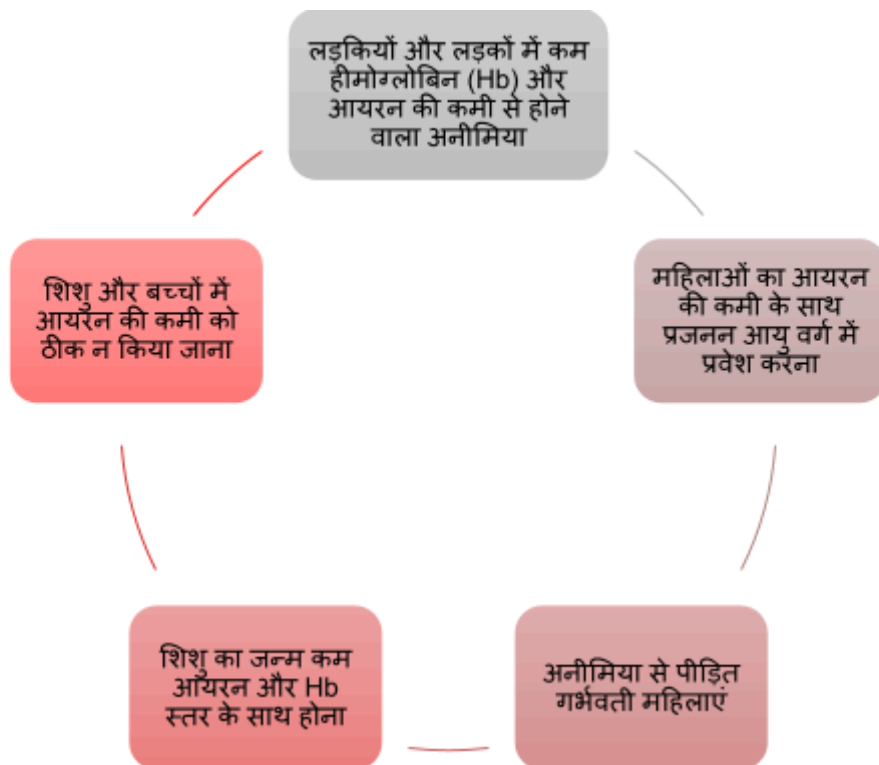 लड़कियों और लड़कों में कम
हीमोग्लोबिन (Hb) और
आयरन की कमी से होने
वाला अनीमिया
महिलाओं का आयरन
की कमी के साथ
प्रजनन आयु वर्ग में
प्रवेश करना
अनीमिया से पीड़ित
गर्भवती महिलाएं
शिशु का जन्म कम
आयरन और Hb
स्तर के साथ होना
शिशु और बच्चों में
आयरन की कमी को
ठीक न किया जाना